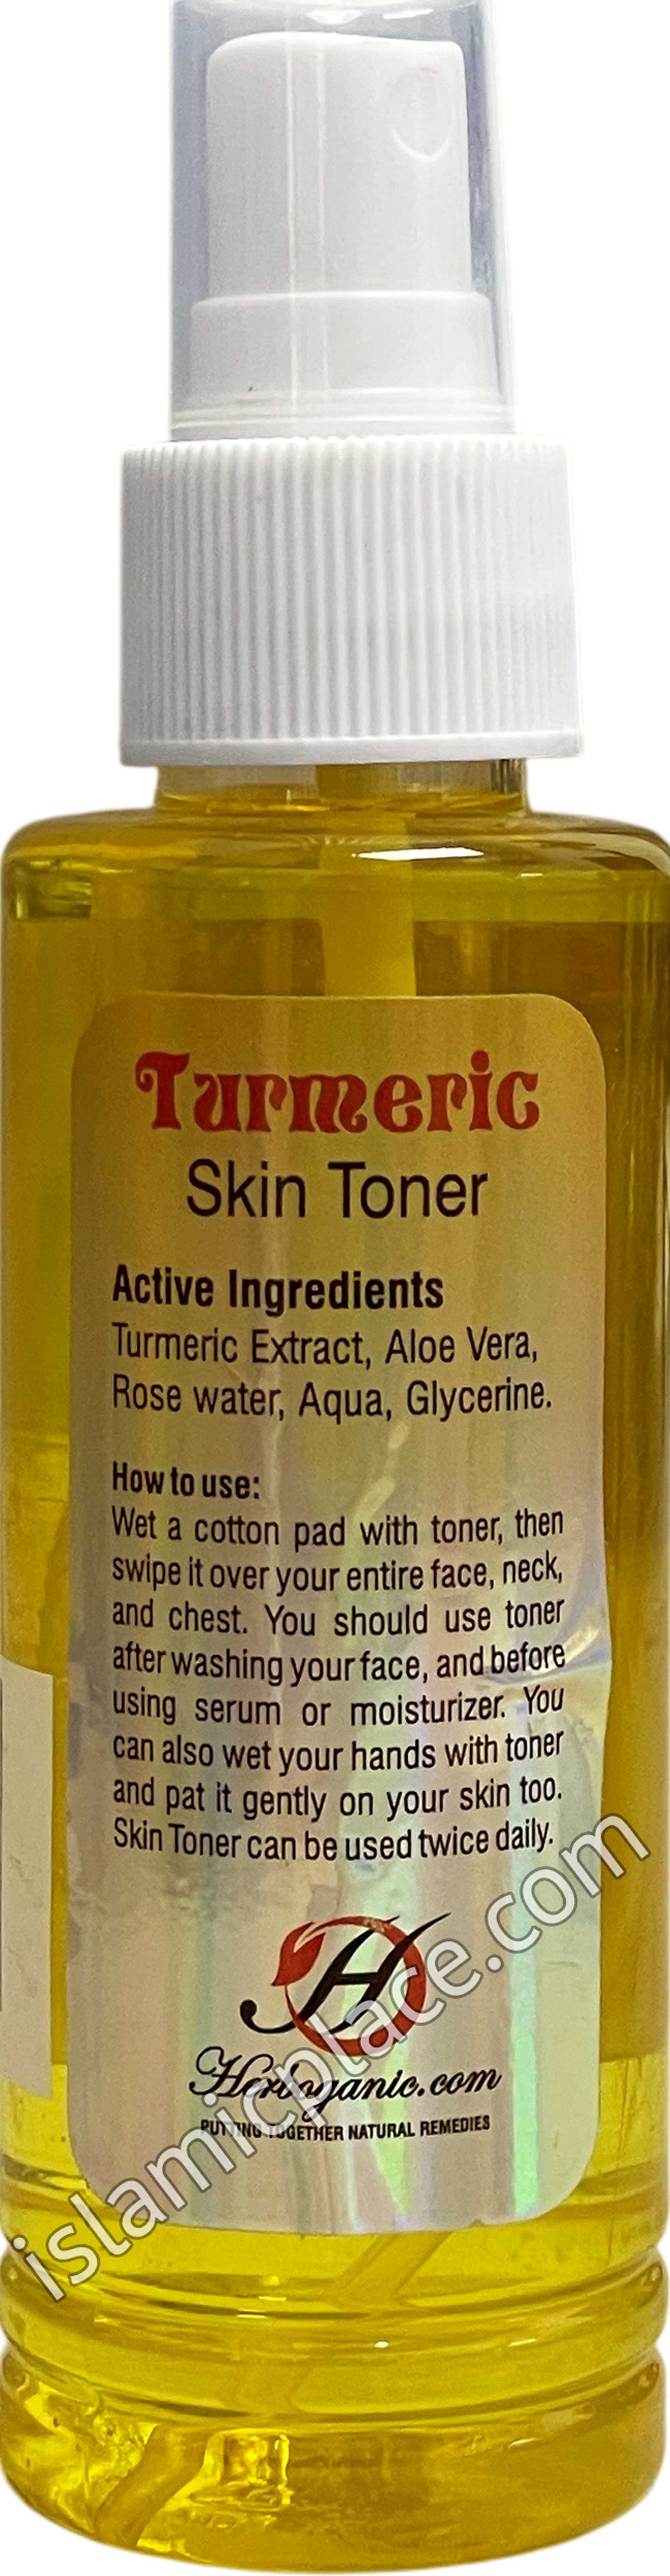 Turmeric
Skin Toner
Active Ingredients
Turmeric Extract, Aloe Vera,
Rose water, Aqua, Glycerine.
How to use:
Wet a cotton pad with toner, then
swipe it over your entire face, neck,
and chest. You should use toner
after washing your face, and before
using serum or moisturizer. You
can also wet your hands with toner
and pat it gently on your skin too.
Skin Toner can be used twice daily.
H
Herboganic.com
PUTTING TOGETHER NATURAL REMEDIES
islamicplace.com